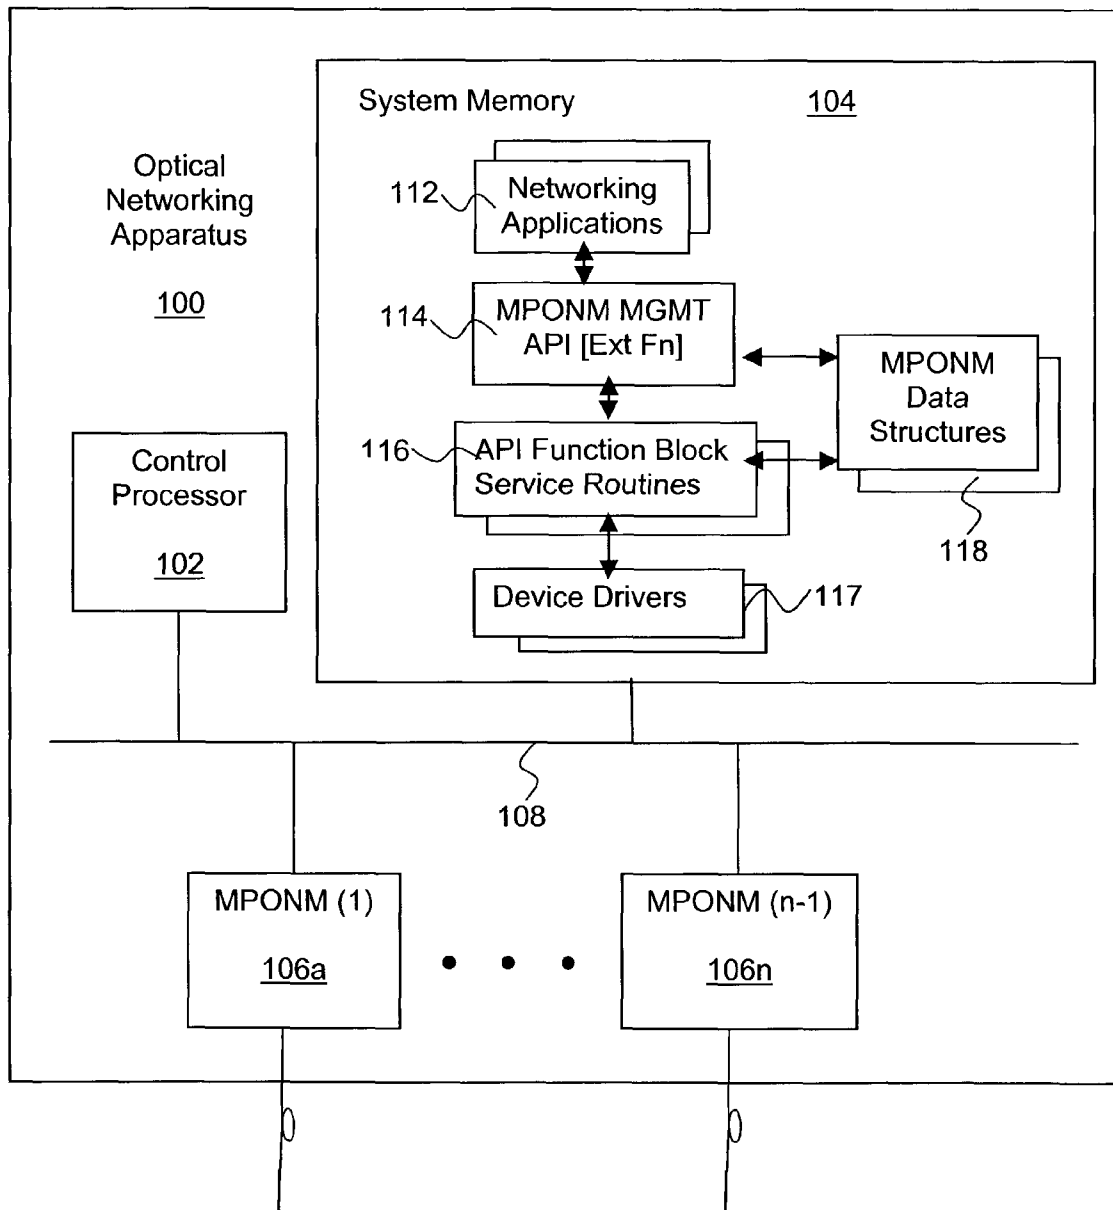 System Memory
104
Optical
Networking
Apparatus
100
112
Networking
Applications
114
MPONM MGMT
API [Ext Fn]
MPONM
Data
Structures
118
116
API Function Block
Service Routines
Device Drivers
117
Control
Processor
102
108
MPONM (1)
106a
MPONM (n-1)
106n